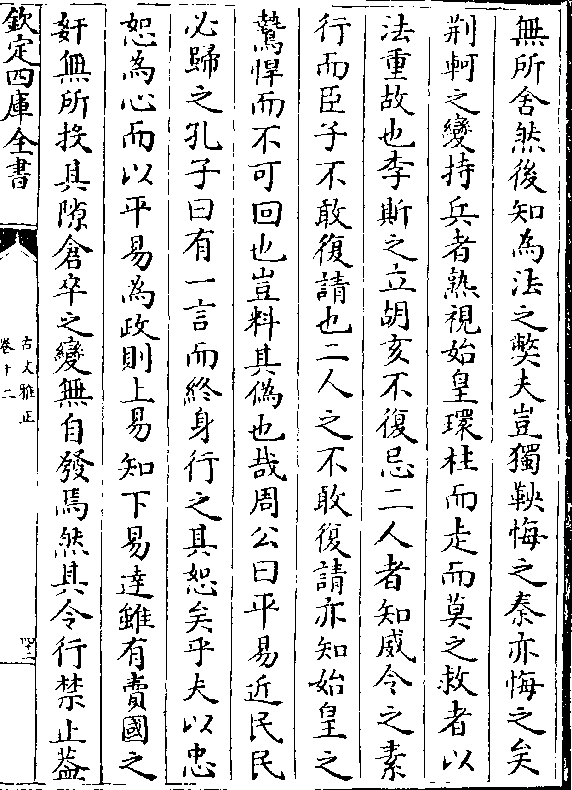 無所舍然後知為法之弊夫豈獨鞅悔之秦亦悔之矣
荆軻之變持兵者熟視始皇環柱而走而莫之救者以
法重故也李斯之立胡亥不復忌二人者知威令之素
行而臣子不敢復請也二人之不敢復請亦知始皇之
鷙悍而不可回也豈料其偽也哉周公曰平易近民民
必歸之孔子曰有一言而終身行之其恕矣乎夫以忠
恕為心而以平易為政則上易知下易達雖有賣國之
奸無所投其隙倉卒之變無自發焉然其令行禁止蓋
欽定四庫全書
古文雅正
卷十二